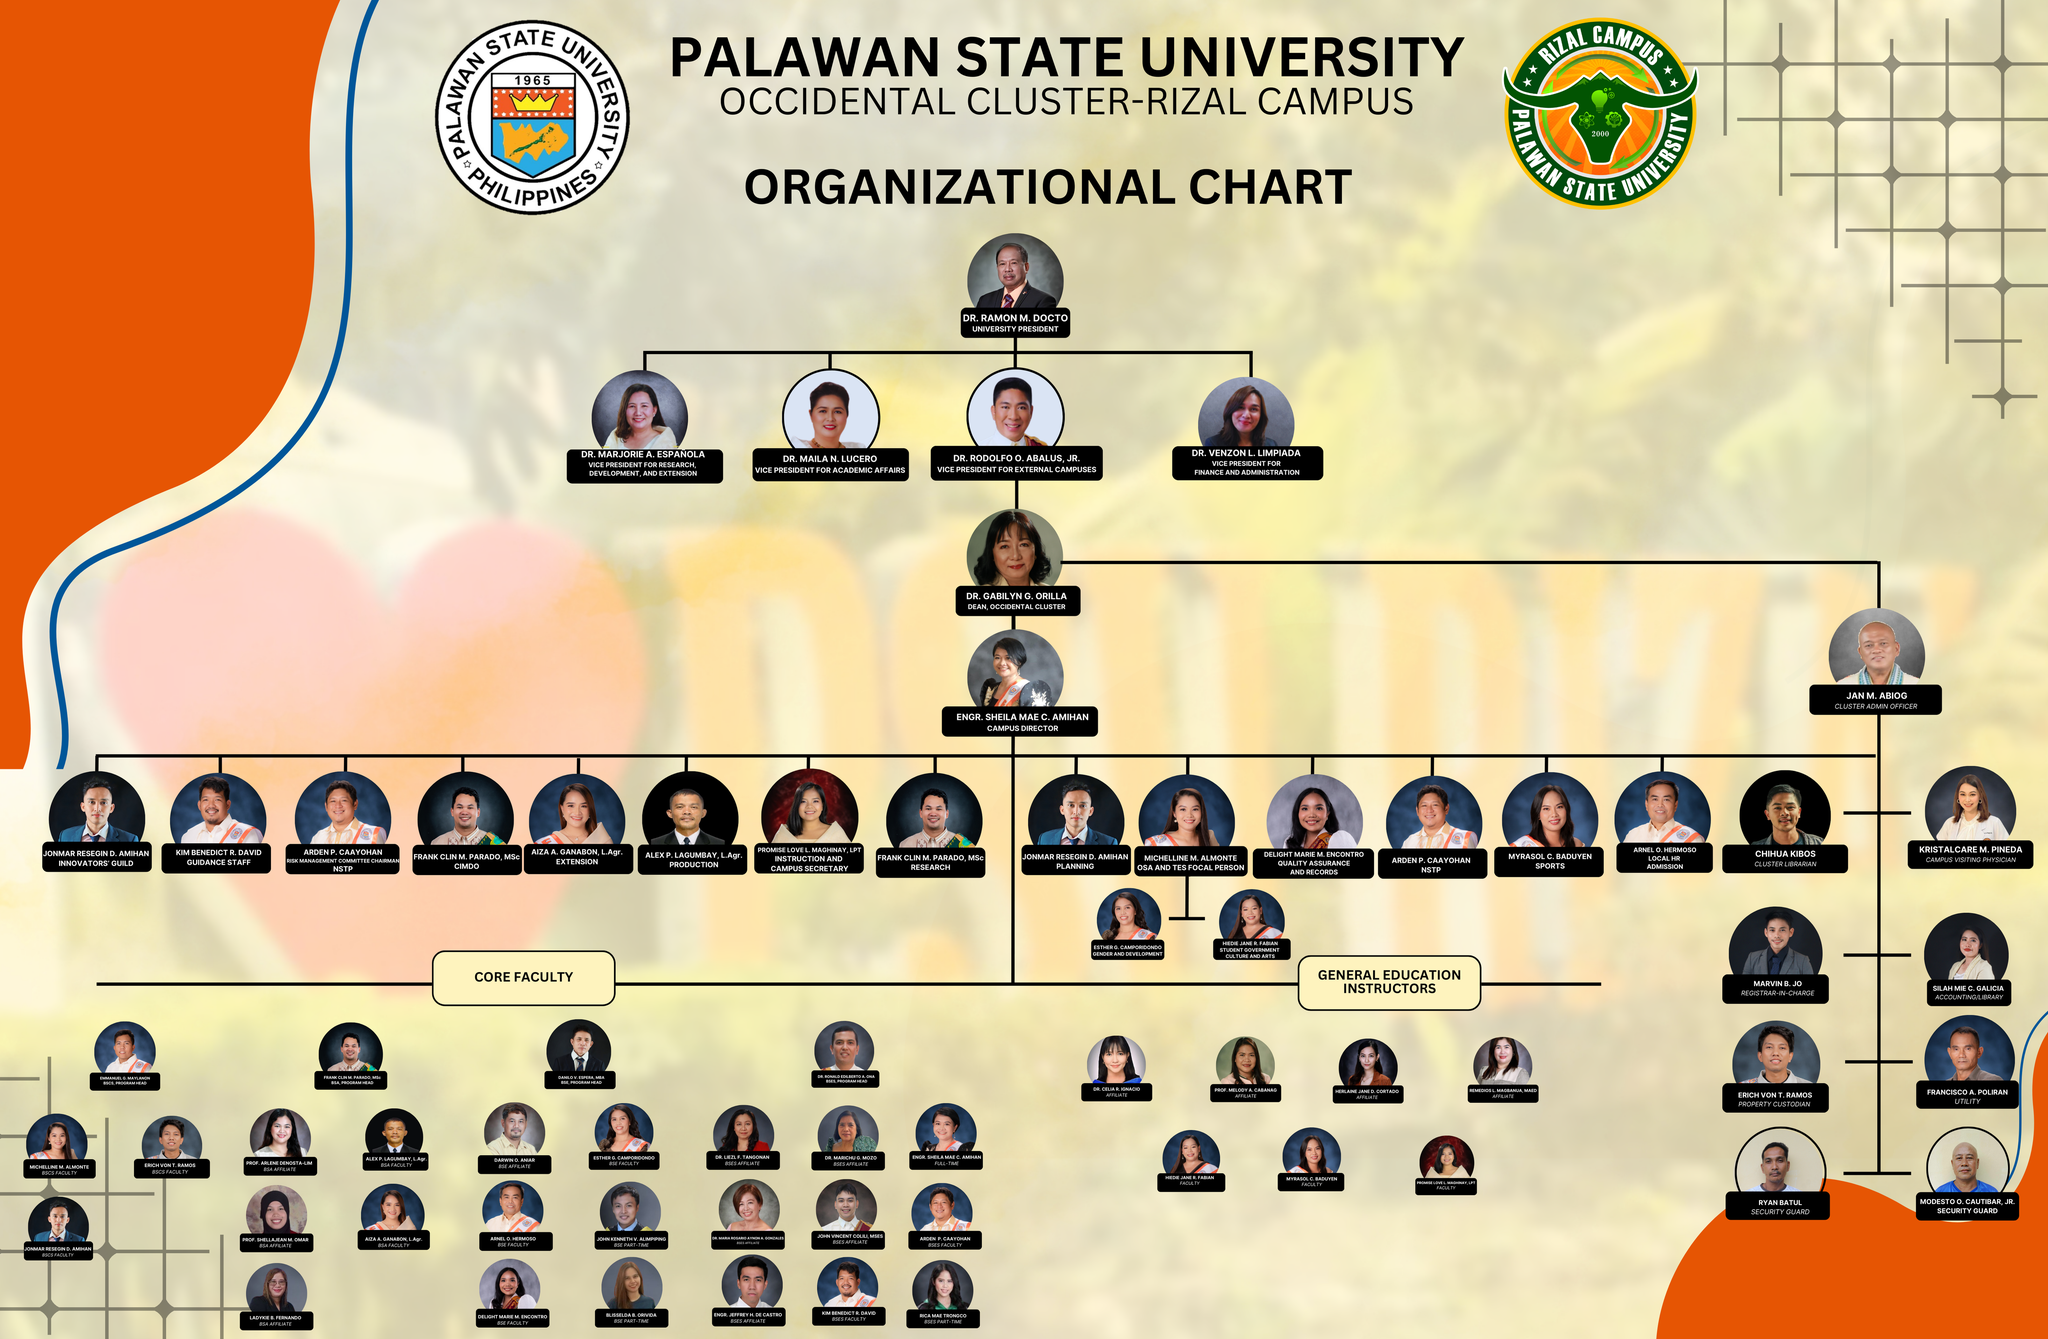 PALAWAN STATE UNIVERSITY
PHILIPPINES
1965
PALAWAN STATE UNIVERSITY
OCCIDENTAL CLUSTER-RIZAL CAMPUS
ORGANIZATIONAL CHART
RIZAL CAMPUS
2000
PALAWAN STATE UNIVERSITY
DR. RAMON M. DOCTO
UNIVERSITY PRESIDENT
DR. MARJORIE A. ESPAÑOLA
VICE PRESIDENT FOR RESEARCH,
DEVELOPMENT, AND EXTENSION
DR. MAILA N. LUCERO
VICE PRESIDENT FOR ACADEMIC AFFAIRS
DR. RODOLFO O. ABALUS, JR.
VICE PRESIDENT FOR EXTERNAL CAMPUSES
DR. VENZON L. LIMPIADA
VICE PRESIDENT FOR
FINANCE AND ADMINISTRATION
DR. GABILYN G. ORILLA
DEAN, OCCIDENTAL CLUSTER
ENGR. SHEILA MAE C. AMIHAN
CAMPUS DIRECTOR
JAN M. ABIOG
CLUSTER ADMIN OFFICER
JONMAR RESEGIN D. AMIHAN
INNOVATORS' GUILD
KIM BENEDICT R. DAVID
GUIDANCE STAFF
ARDEN P. CAAYOHAN
RISK MANAGEMENT COMMITTEE CHAIRMAN
NSTP
FRANK CLIN M. PARADO, MSc
CIMDO
AIZA A. GANABON, L.Agr.
EXTENSION
ALEX P. LAGUMBAY, L.Agr.
PRODUCTION
PROMISE LOVE L. MAGHINAY, LPT
INSTRUCTION AND
CAMPUS SECRETARY
FRANK CLIN M. PARADO, MSc
RESEARCH
JONMAR RESEGIN D. AMIHAN
PLANNING
MICHELLINE M. ALMONTE
OSA AND TES FOCAL PERSON
DELIGHT MARIE M. ENCONTRO
QUALITY ASSURANCE
AND RECORDS
ARDEN P. CAAYOHAN
NSTP
MYRASOL C. BADUYEN
SPORTS
ARNEL O. HERMOSO
LOCAL HR
ADMISSION
CHIHUA KIBOS
CLUSTER LIBRARIAN
KRISTALCARE M. PINEDA
CAMPUS VISITING PHYSICIAN
ESTHER G. CAMPORIDONDO
GENDER AND DEVELOPMENT
HIEDIE JANE R. FABIAN
STUDENT GOVERNMENT
CULTURE AND ARTS
MARVIN B. JO
REGISTRAR-IN-CHARGE
SILAH MIE C. GALICIA
ACCOUNTING/LIBRARY
ERICH VON T. RAMOS
PROPERTY CUSTODIAN
FRANCISCO A. POLIRAN
UTILITY
RYAN BATUL
SECURITY GUARD
MODESTO O. CAUTIBAR, JR.
SECURITY GUARD
CORE FACULTY
GENERAL EDUCATION
INSTRUCTORS
EMMANUEL G. MAYLANON
BSCS, PROGRAM HEAD
FRANK CLIN M. PARADO, MSc
BSA, PROGRAM HEAD
DANILO V. ESPERA, MBA
BSE, PROGRAM HEAD
DR. RONALD EDILBERTO A. ONA
BSES, PROGRAM HEAD
DR. CELIA R. IGNACIO
AFFILIATE
PROF. MELODY A. CABANAG
AFFILIATE
HERLAINE JANE D. CORTADO
AFFILIATE
REMEDIOS L. MAGBANUA, MAED
AFFILIATE
MICHELLINE M. ALMONTE
BSCS FACULTY
ERICH VON T. RAMOS
BSCS FACULTY
PROF. ARLENE DENOSTA-LIM
BSA AFFILIATE
ALEX P. LAGUMBAY, L.Agr.
BSA FACULTY
DARWIN O. ANIAR
BSE AFFILIATE
ESTHER G. CAMPORIDONDO
BSE FACULTY
DR. LIEZL F. TANGONAN
BSES AFFILIATE
DR. MARICHU G. MOZO
BSES AFFILIATE
ENGR. SHEILA MAE C. AMIHAN
FULL-TIME
HIEDIE JANE R. FABIAN
FACULTY
MYRASOL C. BADUYEN
FACULTY
PROMISE LOVE L. MAGHINAY, LPT
FACULTY
JONMAR RESEGIN D. AMIHAN
BSCS FACULTY
PROF. SHELLAJEAN M. OMAR
BSA AFFILIATE
AIZA A. GANABON, L.Agr.
BSA FACULTY
ARNEL O. HERMOSO
BSE FACULTY
JOHN KENNETH V. ALIMPIPING
BSE PART-TIME
DR. MARIA ROSARIO AYNON A. GONZALES
BSES AFFILIATE
JOHN VINCENT COLILI, MSES
BSES AFFILIATE
ARDEN P. CAAYOHAN
BSES FACULTY
LADYKIE B. FERNANDO
BSA AFFILIATE
DELIGHT MARIE M. ENCONTRO
BSE FACULTY
BLISSELDA B. ORIVIDA
BSE PART-TIME
ENGR. JEFFREY H. DE CASTRO
BSES AFFILIATE
KIM BENEDICT R. DAVID
BSES FACULTY
RICA MAE TRONGCO
BSES PART-TIME